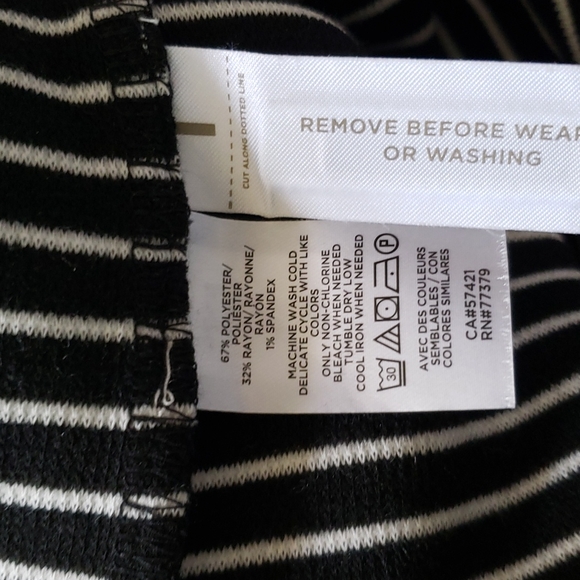 REMOVE BEFORE WEAR
OR WASHING
CUT ALONG DOTTED LINE
67% POLYESTER/
POLIESTER
32% RAYON/ RAYONNE/
RAYON
1% SPANDEX
MACHINE WASH COLD
DELICATE CYCLE WITH LIKE
COLORS
ONLY NON-CHLORINE
BLEACH WHEN NEEDED
TUMBLE DRY LOW
COOL IRON WHEN NEEDED
30
P
AVEC DES COULEURS
SEMBLABLES/ CON
COLORES SIMILARES
CA#57421
RN#77379